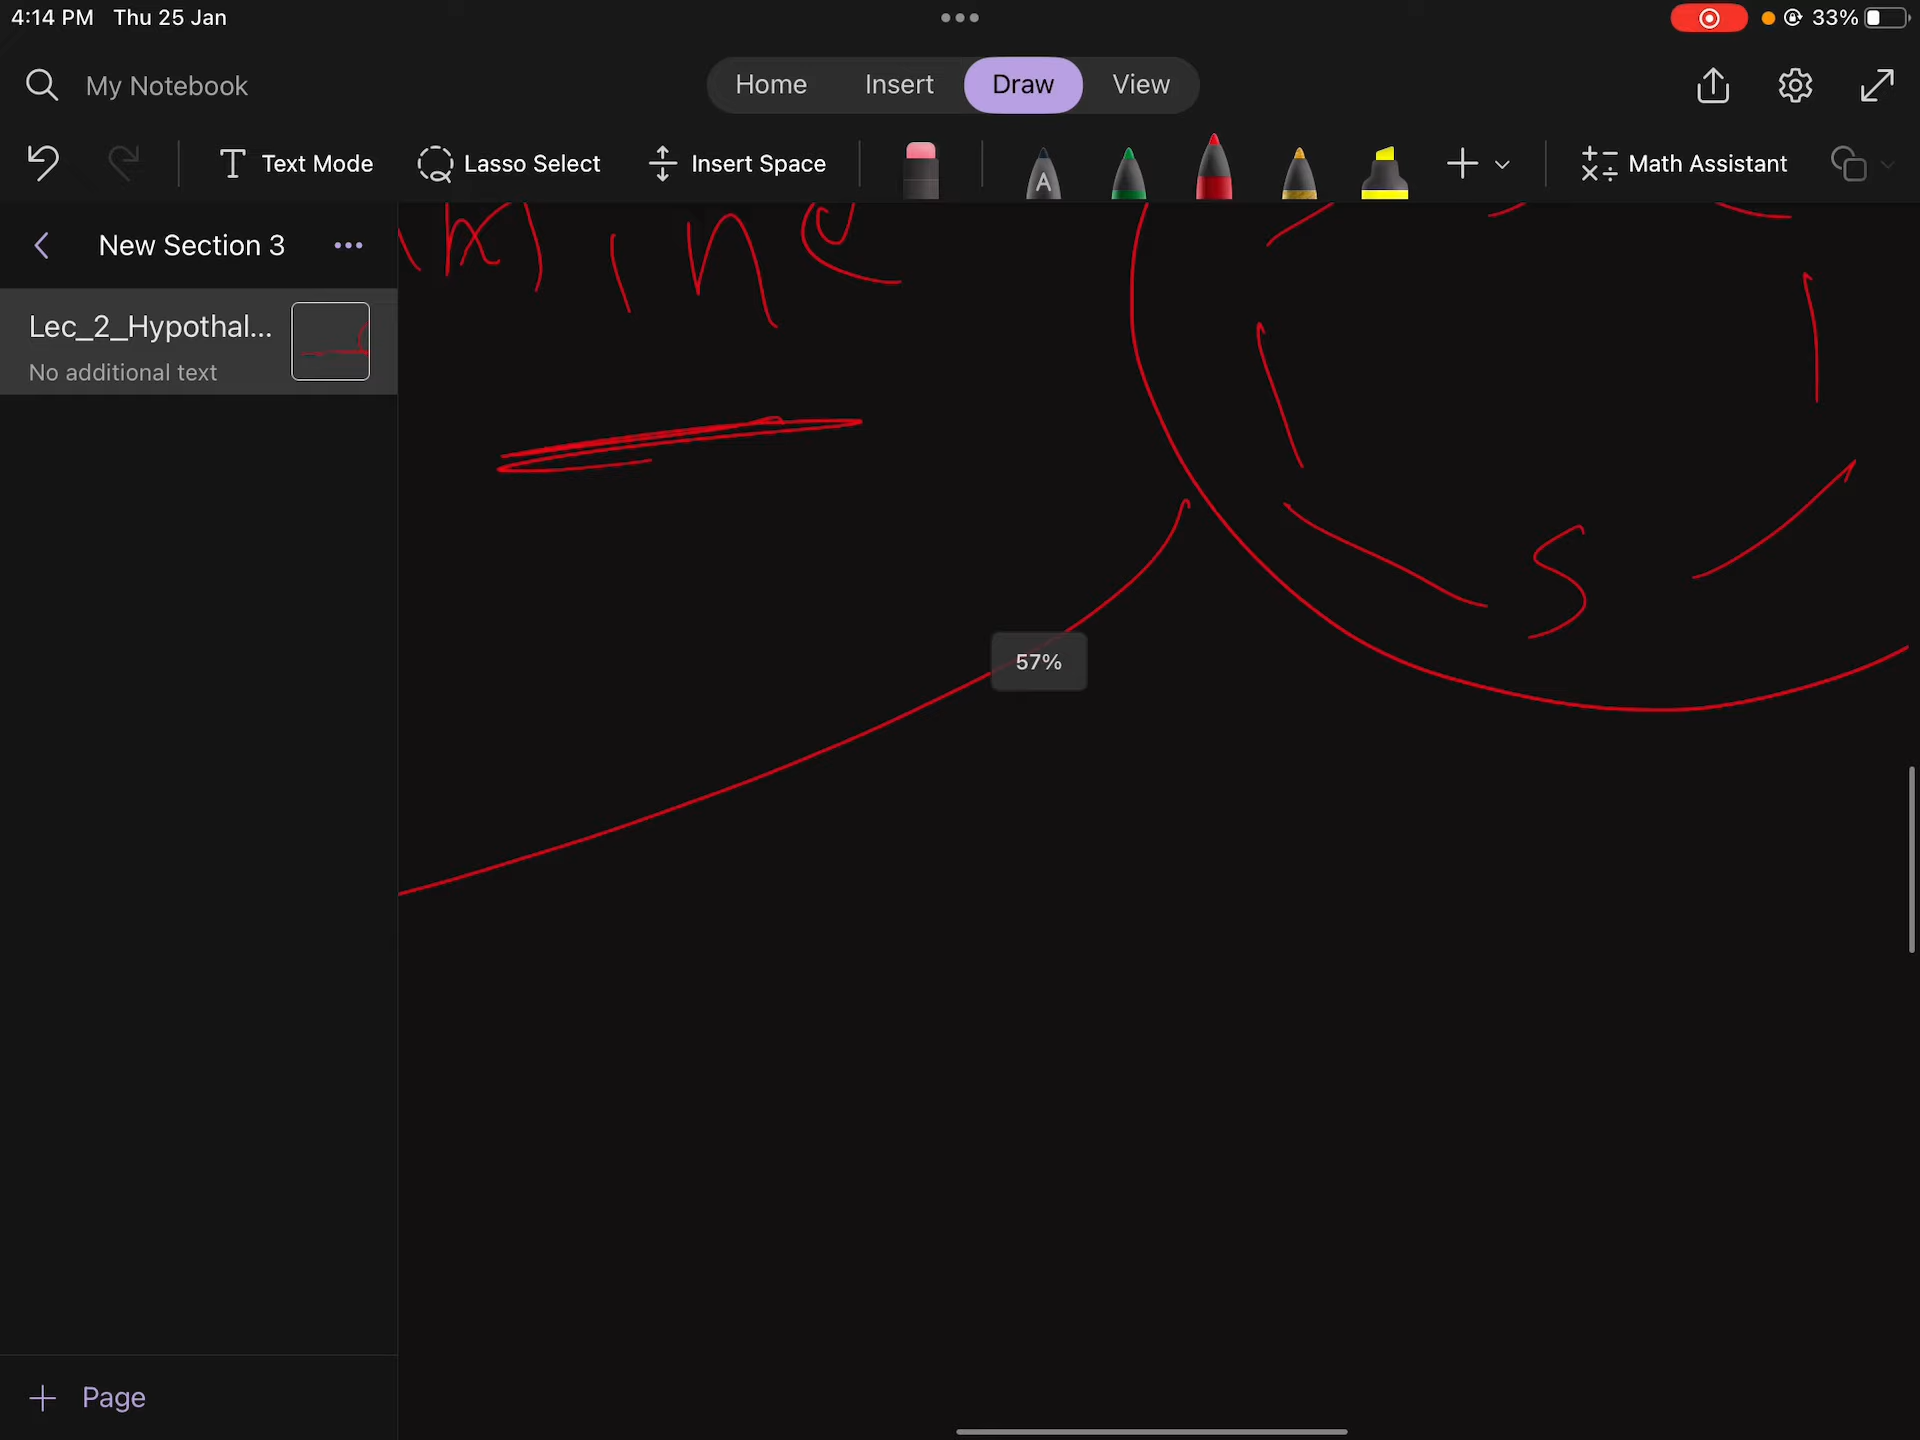 4:14 PM Thu 25 Jan
33%
My Notebook
Home Insert Draw View
Text Mode Lasso Select Insert Space A Math Assistant
New Section 3
Lec_2_Hypothal...
No additional text
57%
S
Page